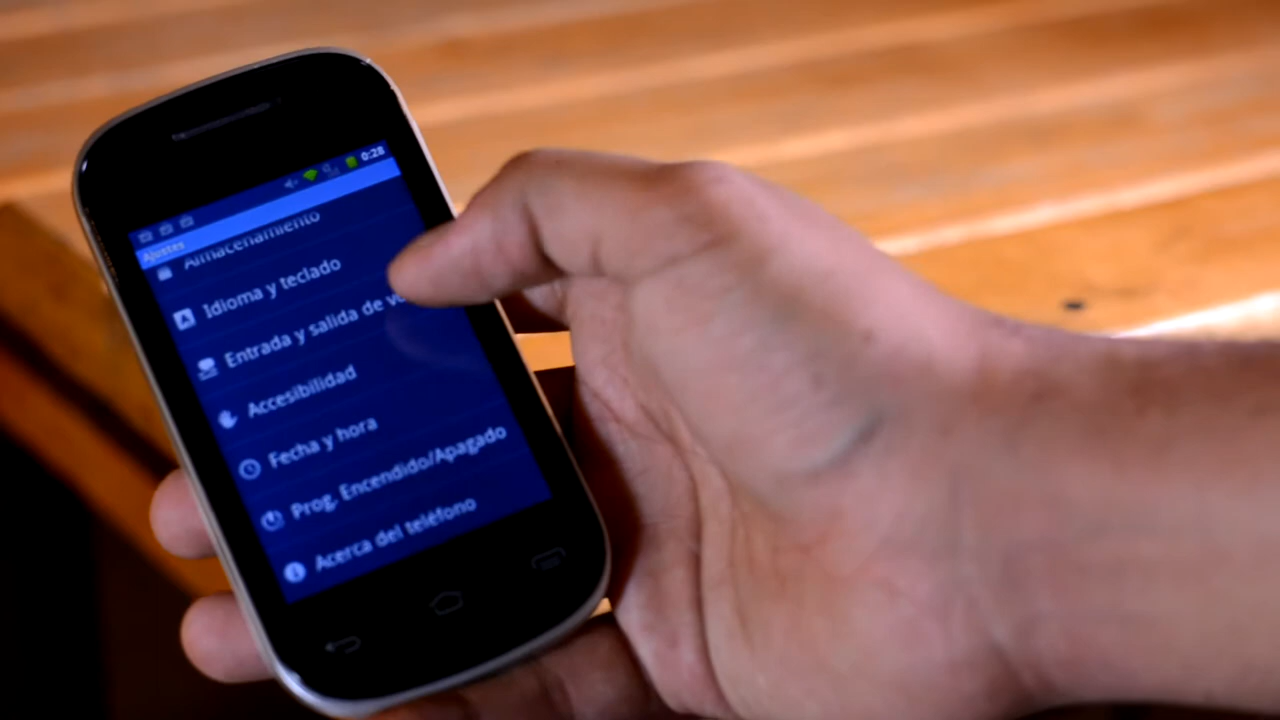 0:28
Ajustes
Almacenamiento
Idioma y teclado
Entrada y salida de
Accesibilidad
Fecha y hora
Prog. Encendido/Apagado
Acerca del teléfono